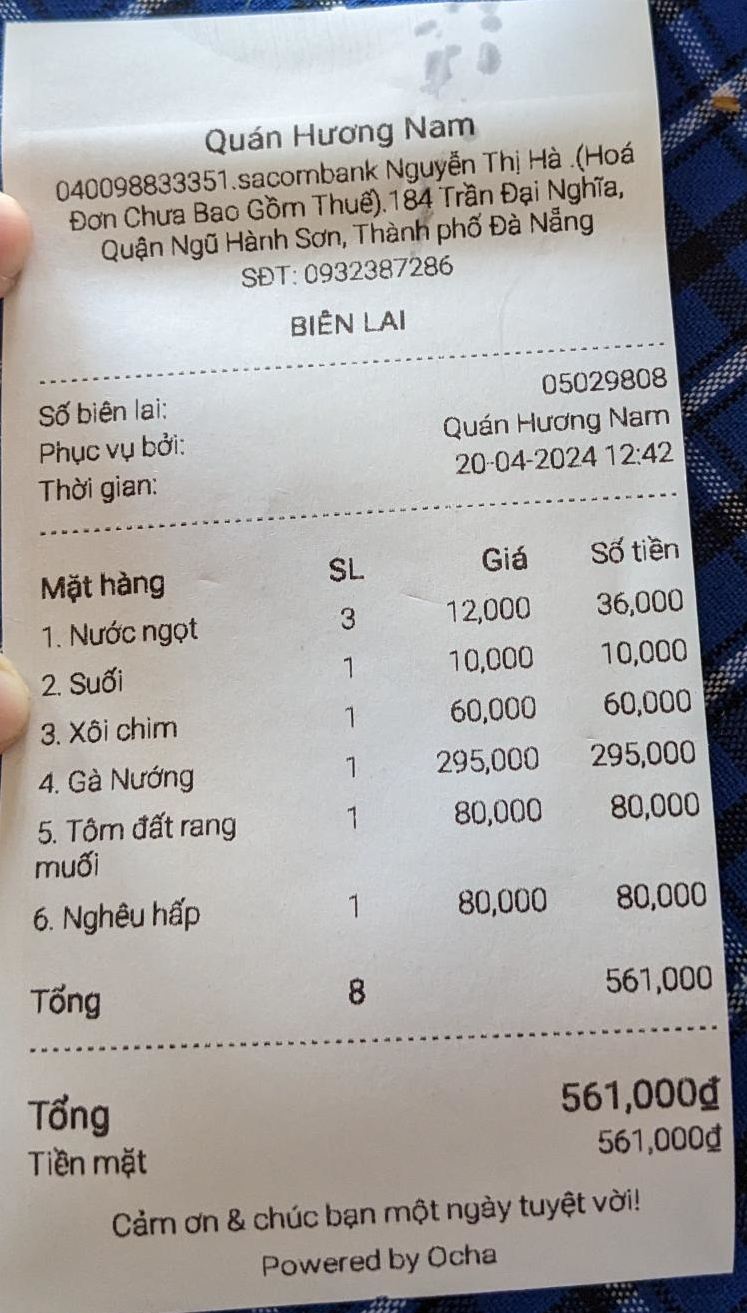 Quán Hương Nam
040098833351.sacombank Nguyễn Thị Hà .(Hoá
Đơn Chưa Bao Gồm Thuế).184 Trần Đại Nghĩa,
Quận Ngũ Hành Sơn, Thành phố Đà Nẵng
SĐT: 0932387286
BIÊN LAI
Số biên lai: 05029808
Phục vụ bởi: Quán Hương Nam
Thời gian: 20-04-2024 12:42
Mặt hàng SL Giá Số tiền
1. Nước ngọt 3 12,000 36,000
2. Suối 1 10,000 10,000
3. Xôi chim 1 60,000 60,000
4. Gà Nướng 1 295,000 295,000
5. Tôm đất rang 1 80,000 80,000
muối
6. Nghêu hấp 1 80,000 80,000
Tổng 8 561,000
Tổng 561,000₫
Tiền mặt 561,000₫
Cảm ơn & chúc bạn một ngày tuyệt vời!
Powered by Ocha